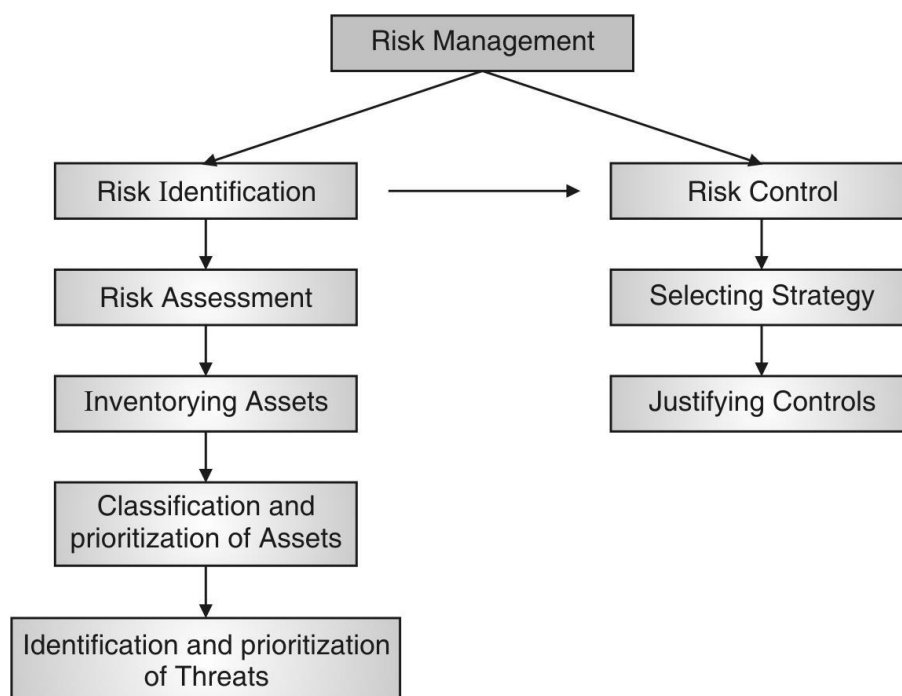 Risk Management
Risk Identification
Risk Control
Risk Assessment
Selecting Strategy
Inventorying Assets
Justifying Controls
Classification and
prioritization of Assets
Identification and prioritization
of Threats